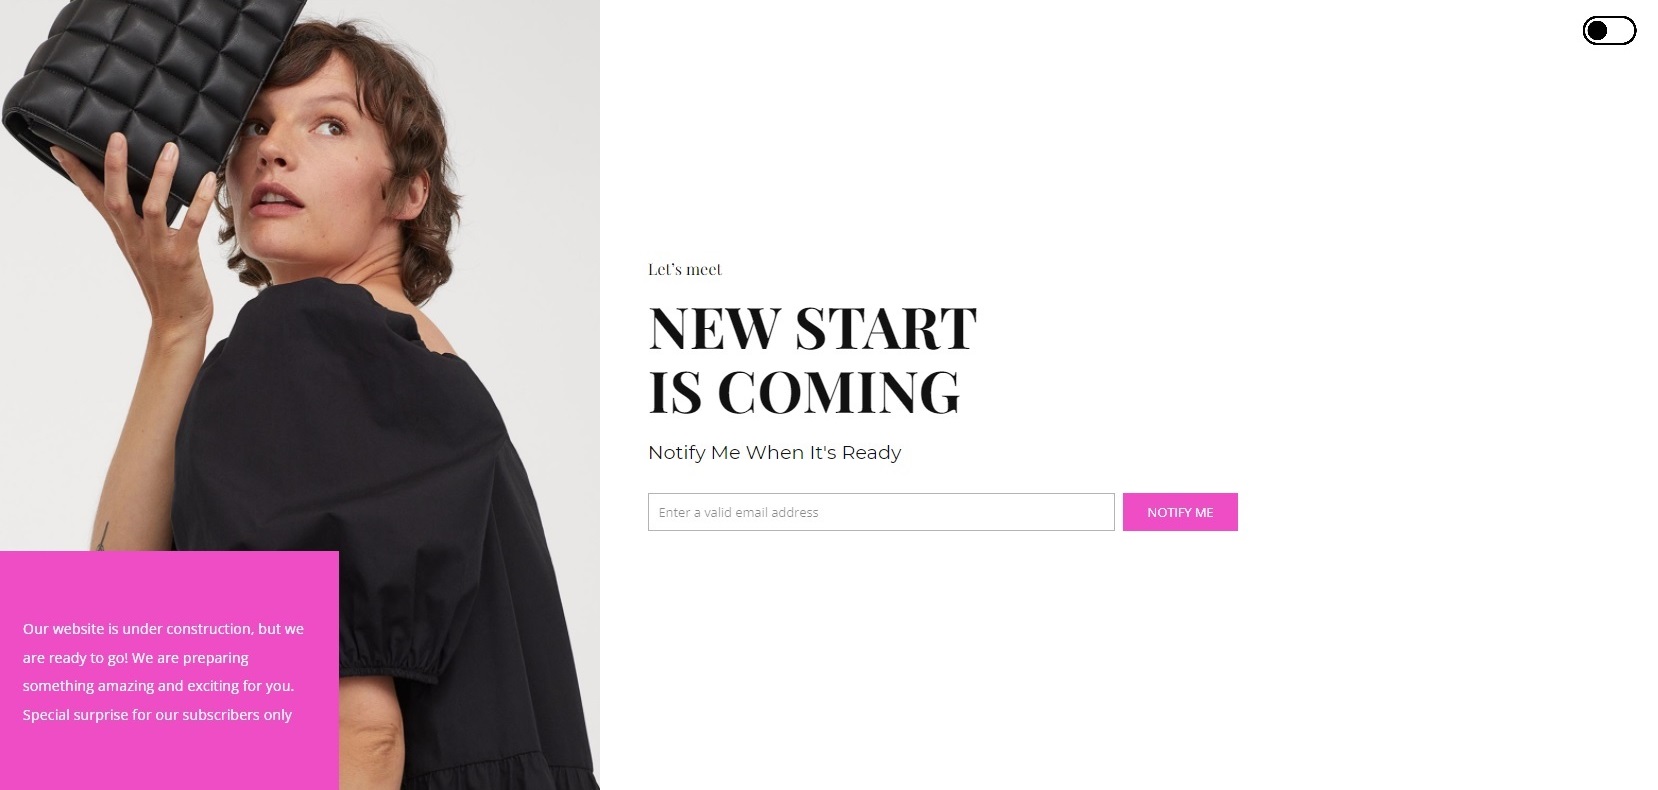 Let's meet
NEW START
IS COMING
Notify Me When It's Ready
Enter a valid email address
NOTIFY ME
Our website is under construction, but we
are ready to go! We are preparing
something amazing and exciting for you.
Special surprise for our subscribers only